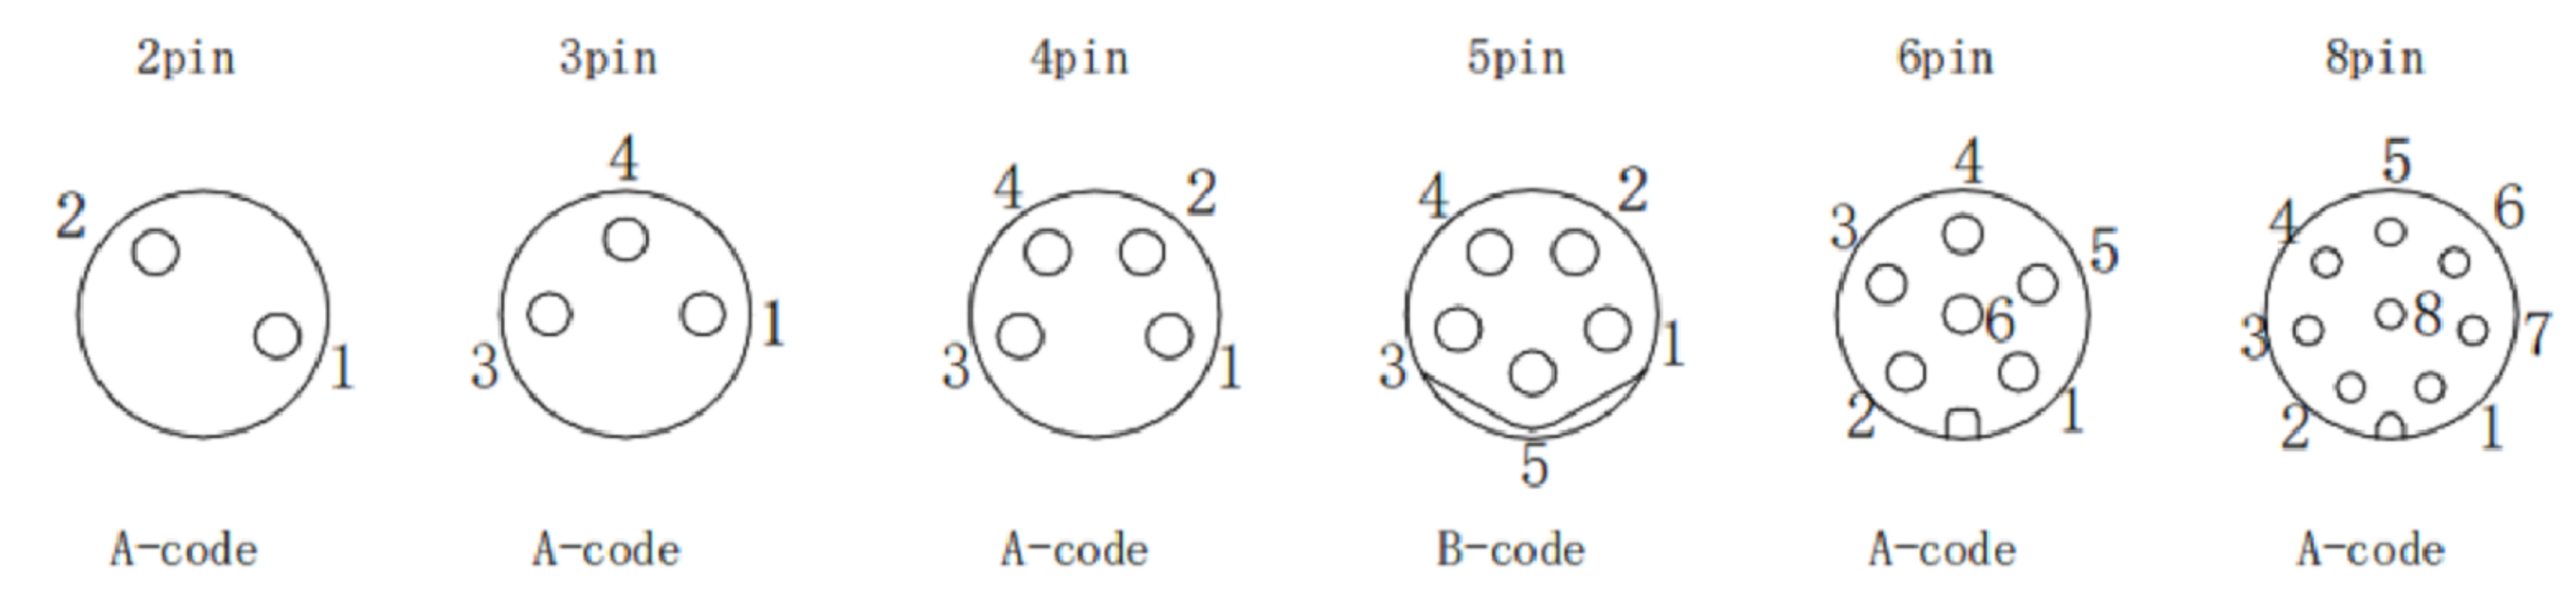 2pin 3pin 4pin 5pin 6pin 8pin
2 1
4 3 1
4 2 3 1
4 2 3 1 5
4 3 5 6 2 1
5 4 6 3 8 7 2 1
A-code A-code A-code B-code A-code A-code